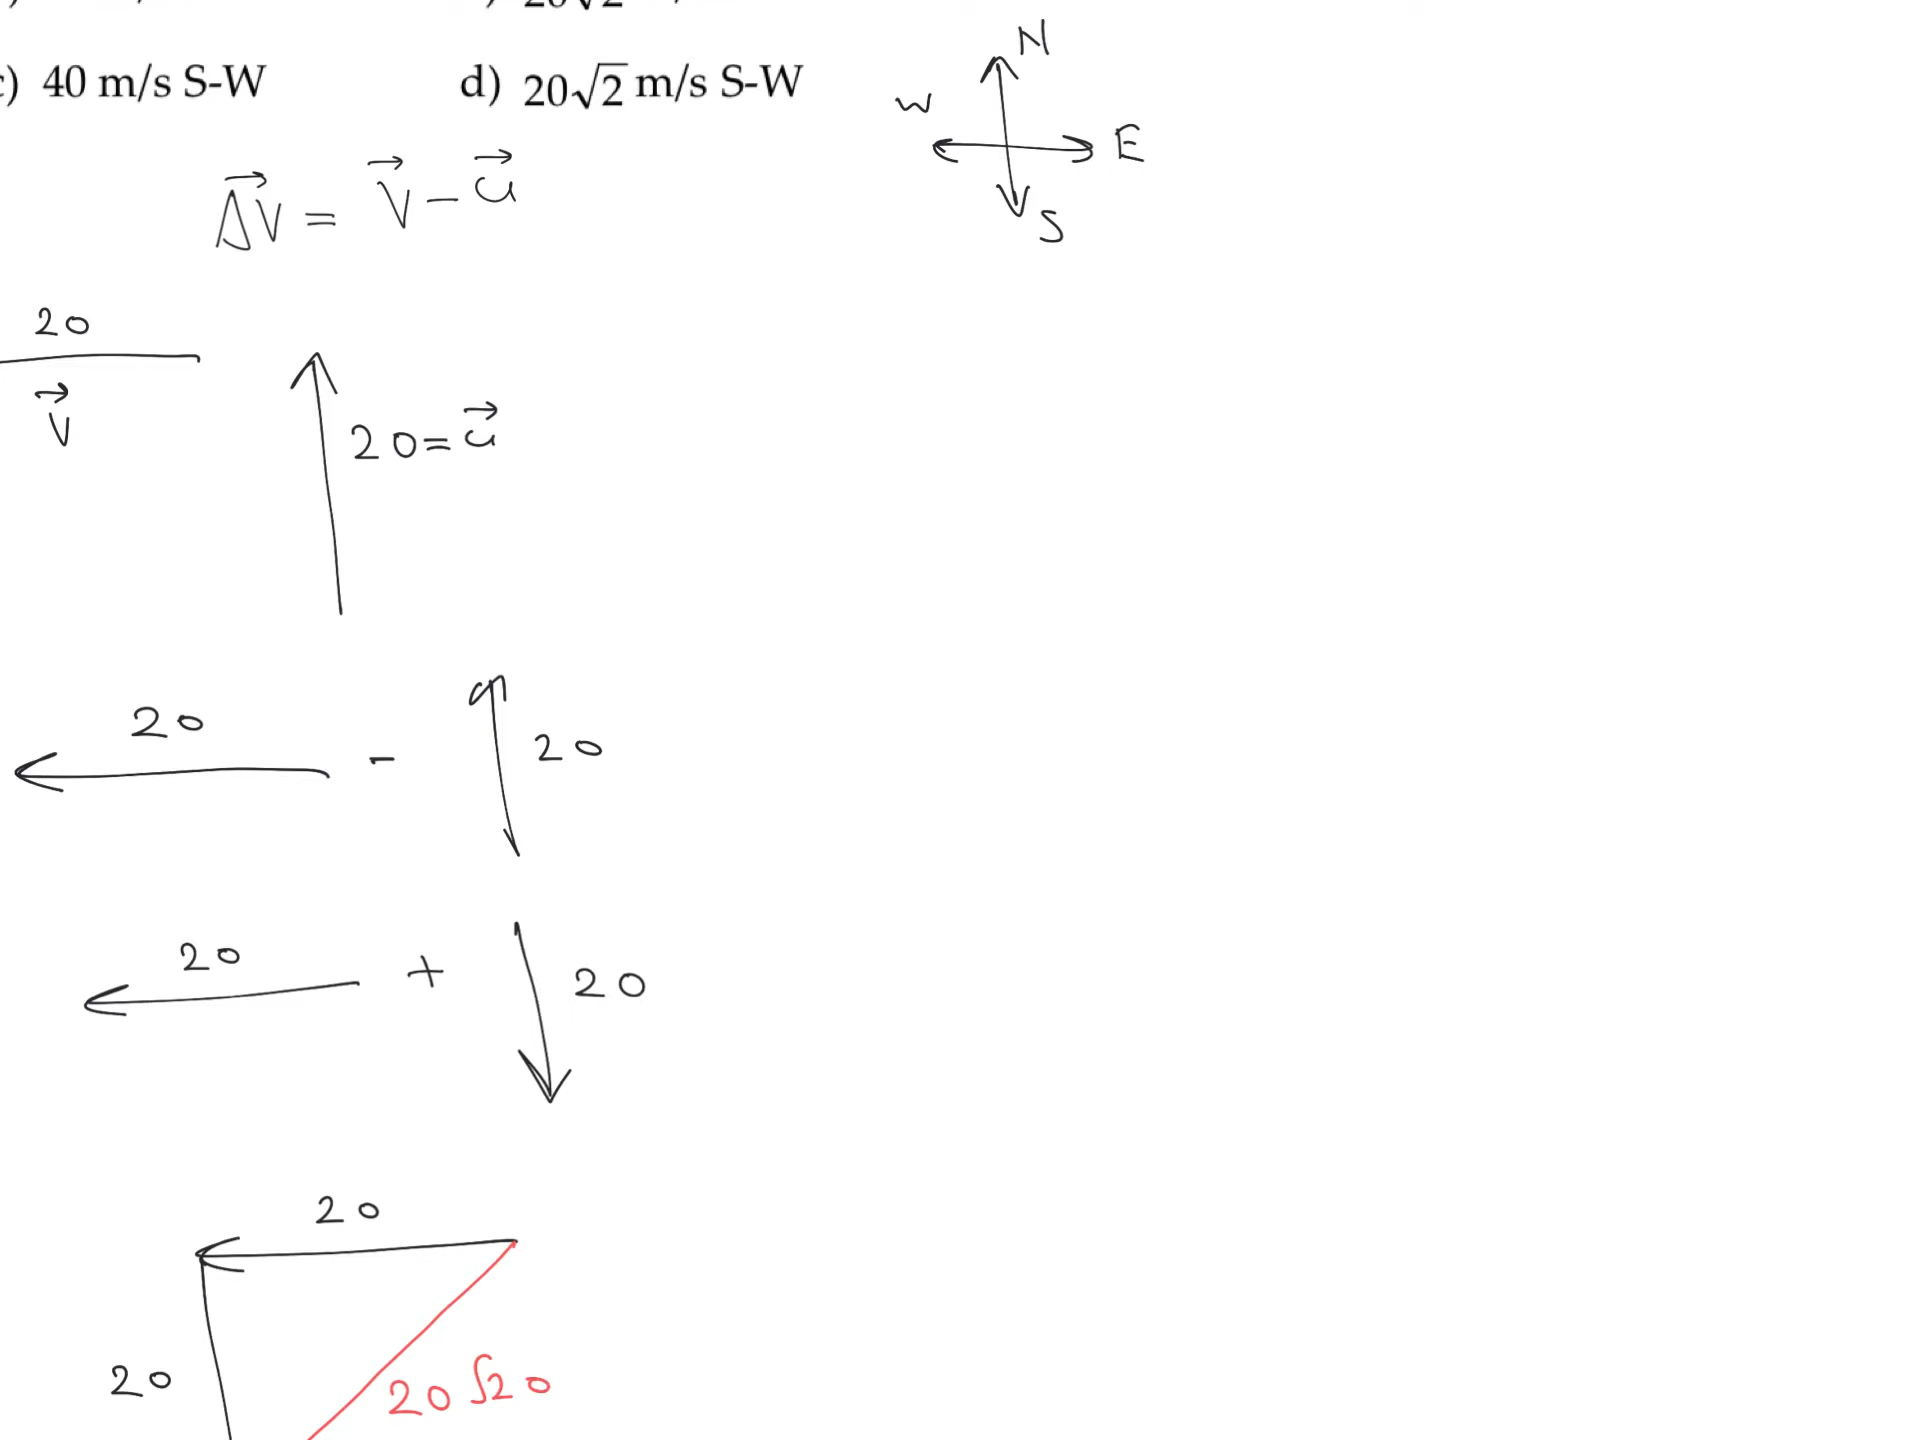 c) 40 m/s S-W
d) 20√2 m/s S-W
N
W
E
S
Δv⃗ = v⃗ - u⃗
20
v⃗
20 = u⃗
20
-
20
20
+
20
20
20
20√20